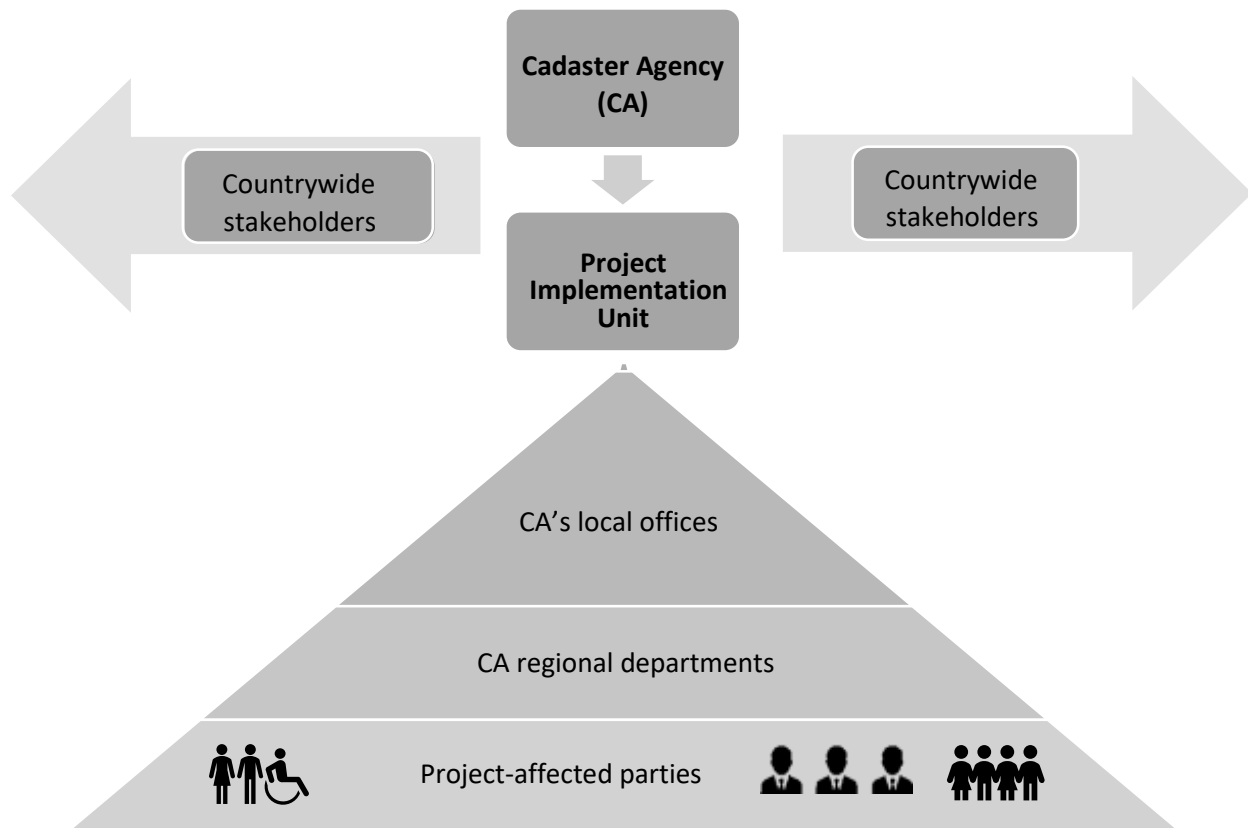 Cadaster Agency
(CA)
Countrywide
stakeholders
Countrywide
stakeholders
Project
Implementation
Unit
CA’s local offices
CA regional departments
Project-affected parties